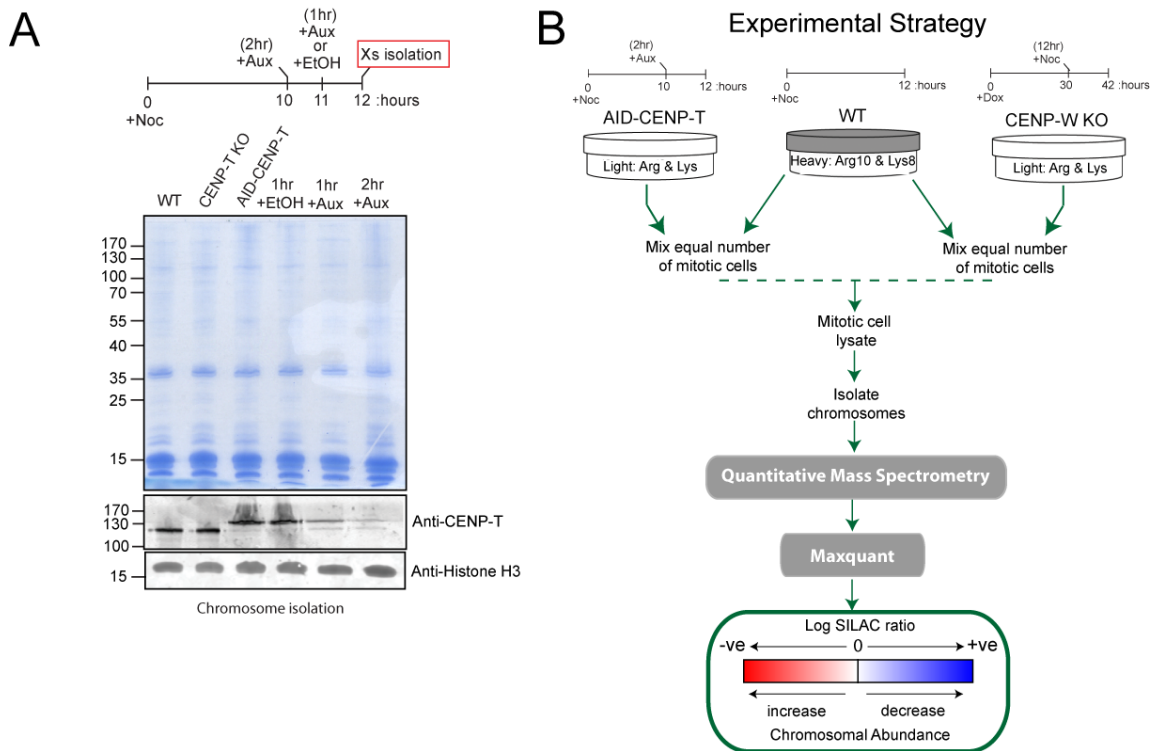 A
(2hr)
+Aux
(1hr)
+Aux
or
+EtOH
Xs isolation
0
10
11
12
:hours
+Noc
WT
CENP-T KO
AID-CENP-T
1hr
+EtOH
1hr
+Aux
2hr
+Aux
170
130
100
70
55
40
35
25
15
170
130
100
Anti-CENP-T
15
Anti-Histone H3
Chromosome isolation
B
Experimental Strategy
(2hr)
+Aux
0
10
12 :hours
+Noc
AID-CENP-T
Light: Arg & Lys
12
0
:hours
+Noc
WT
Heavy: Arg10 & Lys8
(12hr)
+Noc
0
30
42
:hours
+Dox
CENP-W KO
Light: Arg & Lys
Mix equal number
of mitotic cells
Mix equal number
of mitotic cells
Mitotic cell
lysate
Isolate
chromosomes
Quantitative Mass Spectrometry
Maxquant
Log SILAC ratio
-ve
0
+ve
increase
decrease
Chromosomal Abundance